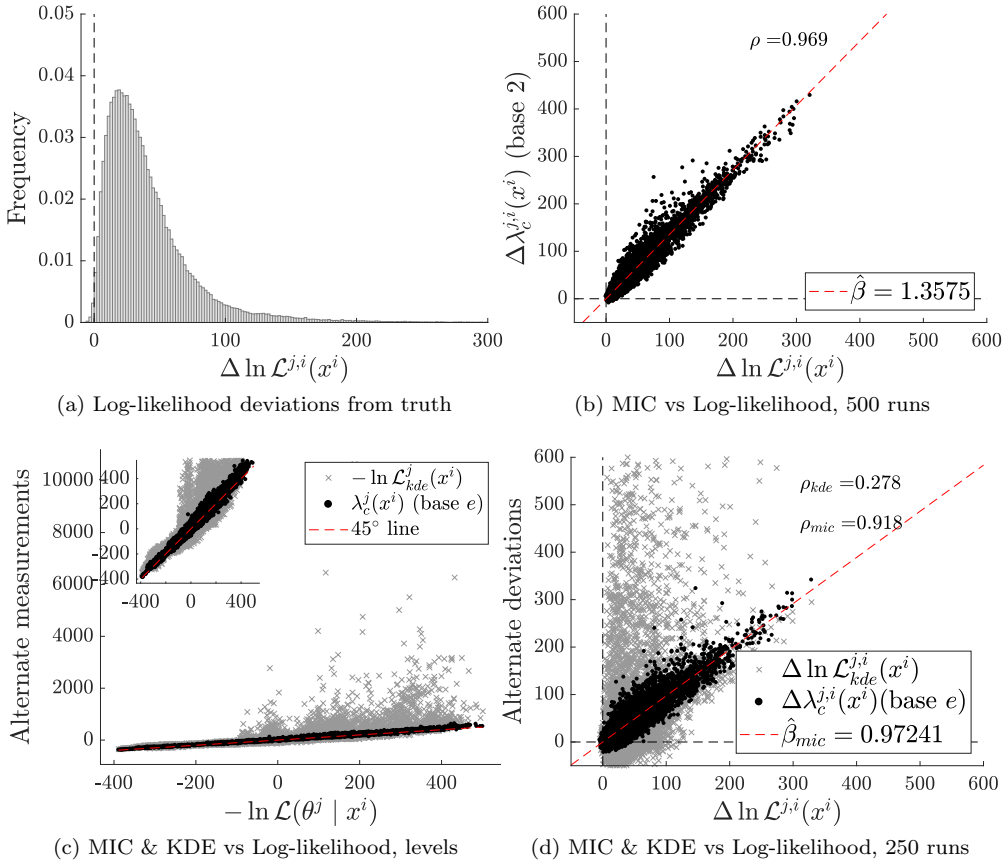 0.05
0.04
0.03
0.02
0.01
0
Frequency
0
100
200
300
Δ ln ℒ^{j,i}(x^i)
(a) Log-likelihood deviations from truth
600
500
400
300
200
100
0
Δλ_c^{j,i}(x^i) (base 2)
ρ =0.969
β̂ = 1.3575
0
100
200
300
400
500
600
Δ ln ℒ^{j,i}(x^i)
(b) MIC vs Log-likelihood, 500 runs
10000
8000
6000
4000
2000
0
Alternate measurements
400
200
0
-200
-400
-400
0
400
− ln ℒ_{kde}^j(x^i)
λ_c^j(x^i) (base e)
45° line
-400
-200
0
200
400
− ln ℒ(θ^j | x^i)
(c) MIC & KDE vs Log-likelihood, levels
600
500
400
300
200
100
0
Alternate deviations
ρ_{kde} =0.278
ρ_{mic} =0.918
Δ ln ℒ_{kde}^{j,i}(x^i)
Δλ_c^{j,i}(x^i)(base e)
β̂_{mic} = 0.97241
0
100
200
300
400
500
600
Δ ln ℒ^{j,i}(x^i)
(d) MIC & KDE vs Log-likelihood, 250 runs